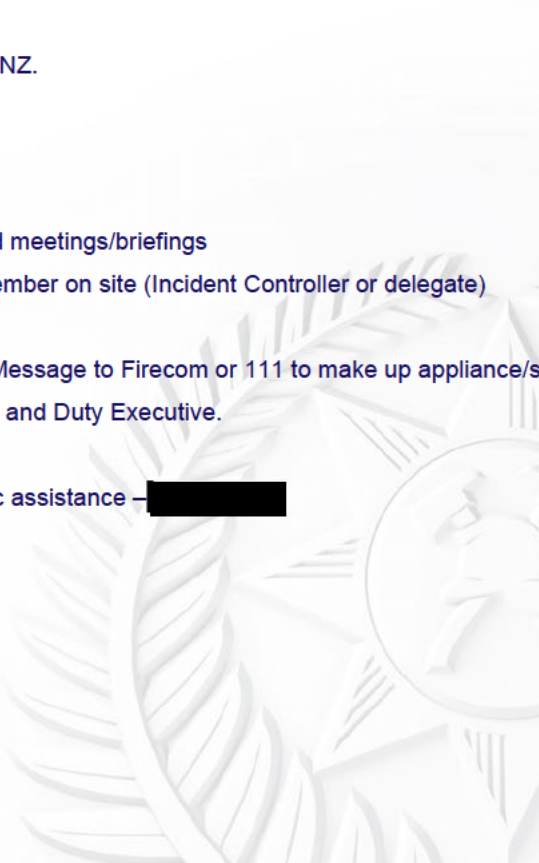 NZ.
meetings/briefings
ember on site (Incident Controller or delegate)
Message to Firecom or 111 to make up appliance/s
and Duty Executive.
c assistance –